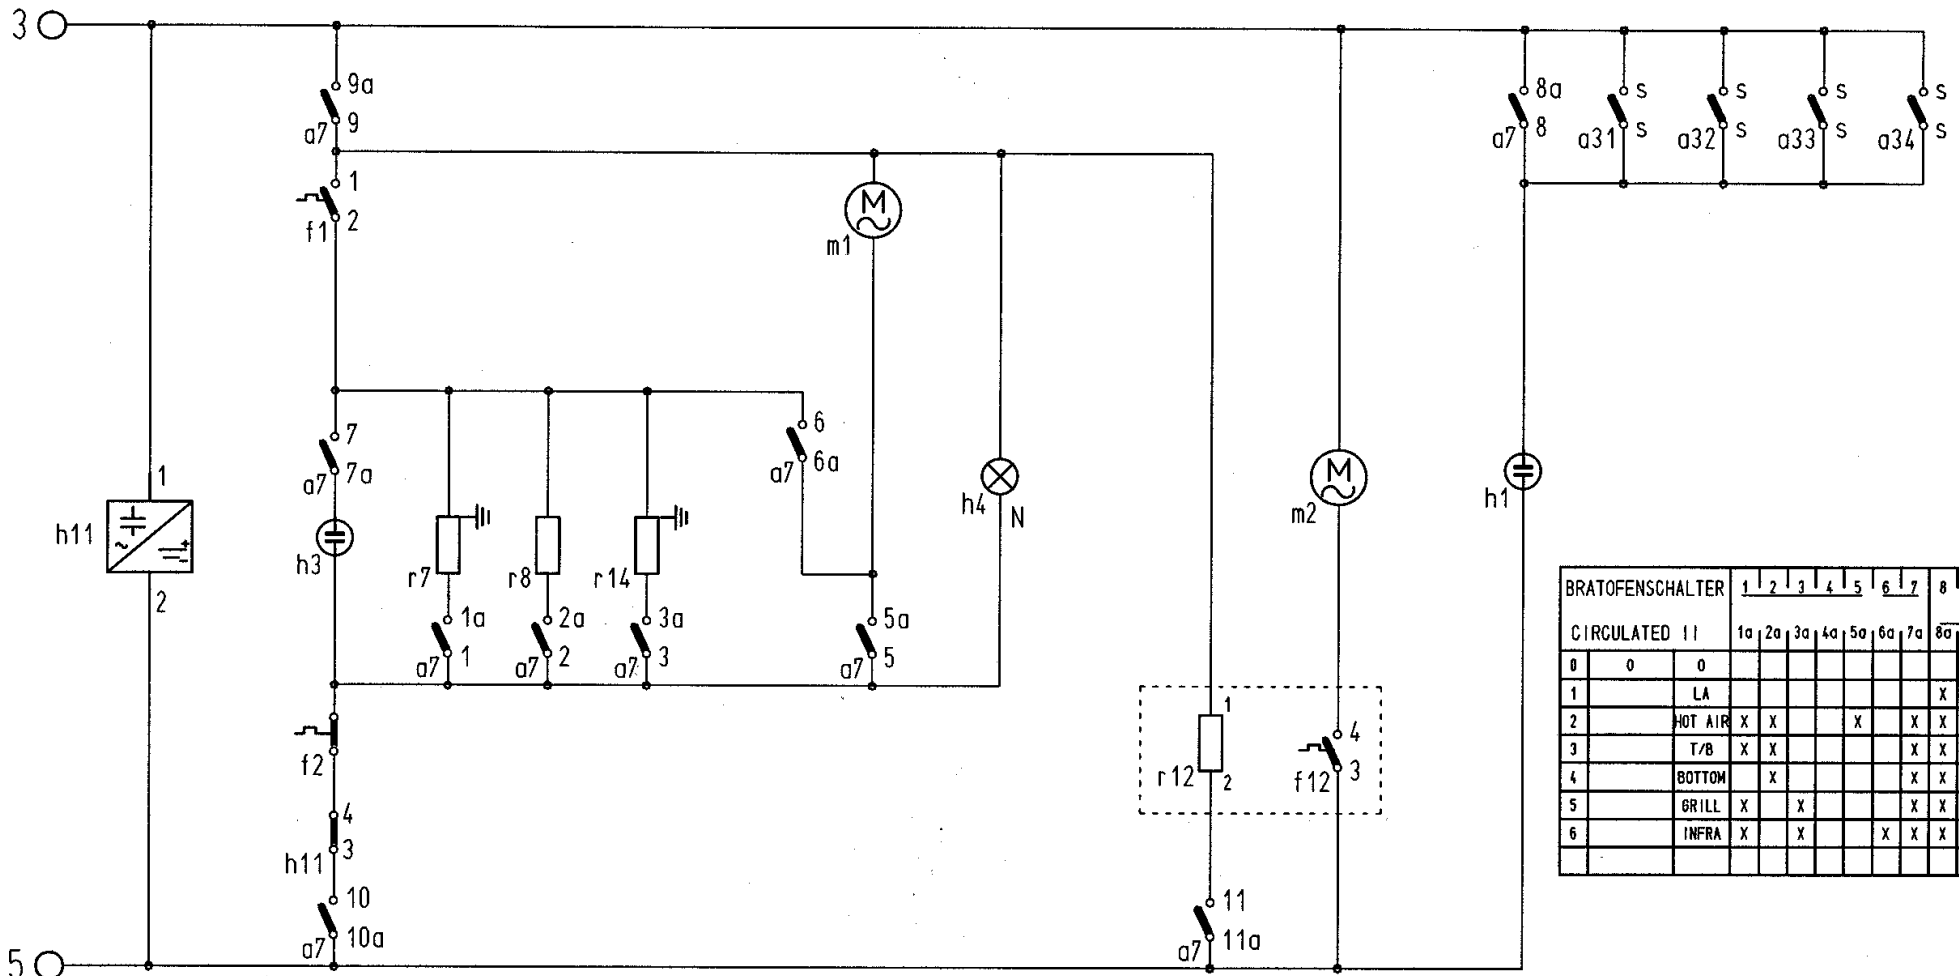 3
9a
9
a7
1
2
f1
M
m1
8a
8
a7
s
s
a31
s
s
a32
s
s
a33
s
s
a34
7
7a
a7
6
6a
a7
1
h11
2
h3
r7
r8
r14
h4
N
M
m2
h1
1a
1
a7
2a
2
a7
3a
3
a7
5a
5
a7
f2
4
3
h11
10
10a
a7
1
r12
2
4
f12
3
11
11a
a7
5
BRATOFENSCHALTER 1 2 3 4 5 6 7 8
CIRCULATED II 1a 2a 3a 4a 5a 6a 7a 8a
0 0 0
1 LA X
2 HOT AIR X X X X X
3 T/B X X X X
4 BOTTOM X X X
5 GRILL X X X X
6 INFRA X X X X X